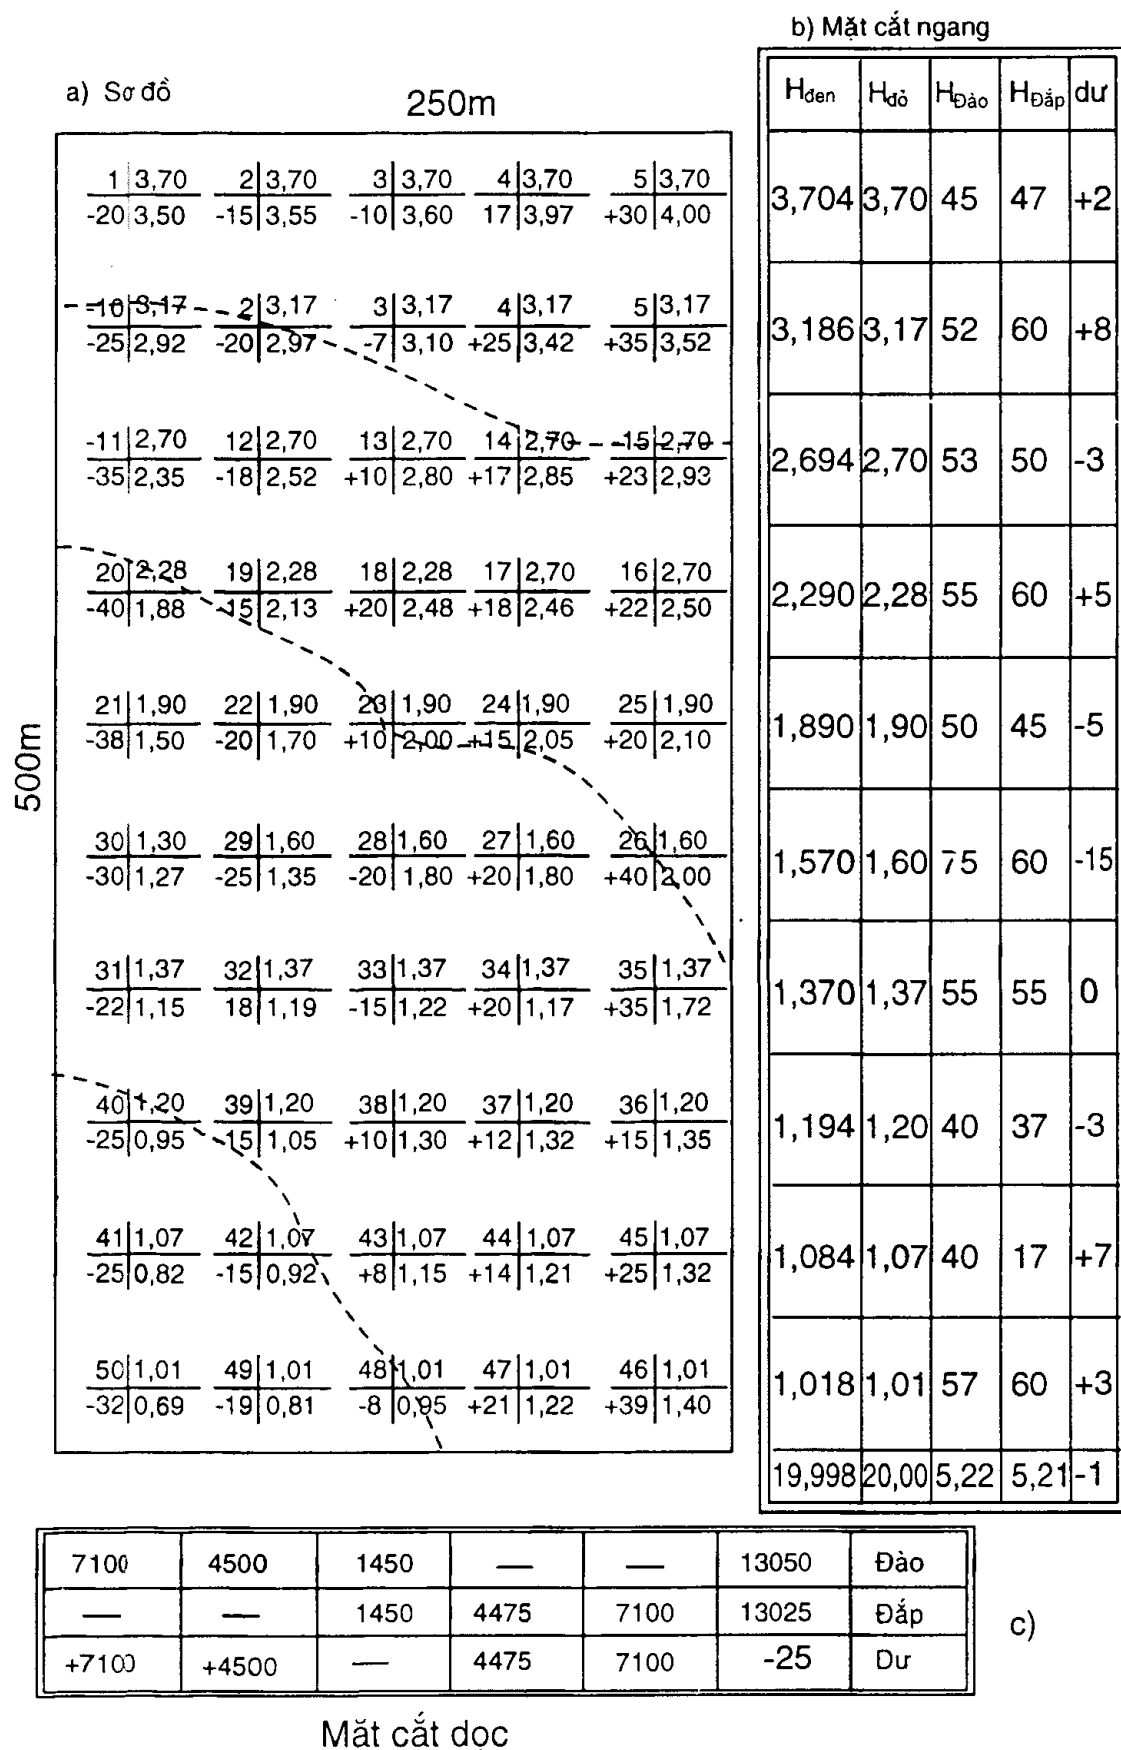 b) Mặt cắt ngang
a) Sơ đồ
250m
500m
1 3,70 2 3,70 3 3,70 4 3,70 5 3,70
-20 3,50 -15 3,55 -10 3,60 17 3,97 +30 4,00
-10 3,17 2 3,17 3 3,17 4 3,17 5 3,17
-25 2,92 -20 2,97 -7 3,10 +25 3,42 +35 3,52
-11 2,70 12 2,70 13 2,70 14 2,70 15 2,70
-35 2,35 -18 2,52 +10 2,80 +17 2,85 +23 2,93
20 2,28 19 2,28 18 2,28 17 2,70 16 2,70
-40 1,88 15 2,13 +20 2,48 +18 2,46 +22 2,50
21 1,90 22 1,90 23 1,90 24 1,90 25 1,90
-38 1,50 -20 1,70 +10 2,00 +15 2,05 +20 2,10
30 1,30 29 1,60 28 1,60 27 1,60 26 1,60
-30 1,27 -25 1,35 -20 1,80 +20 1,80 +40 2,00
31 1,37 32 1,37 33 1,37 34 1,37 35 1,37
-22 1,15 18 1,19 -15 1,22 +20 1,17 +35 1,72
40 1,20 39 1,20 38 1,20 37 1,20 36 1,20
-25 0,95 -15 1,05 +10 1,30 +12 1,32 +15 1,35
41 1,07 42 1,07 43 1,07 44 1,07 45 1,07
-25 0,82 -15 0,92 +8 1,15 +14 1,21 +25 1,32
50 1,01 49 1,01 48 1,01 47 1,01 46 1,01
-32 0,69 -19 0,81 -8 0,95 +21 1,22 +39 1,40
Hđen Hđỏ HĐào HĐắp dư
3,704 3,70 45 47 +2
3,186 3,17 52 60 +8
2,694 2,70 53 50 -3
2,290 2,28 55 60 +5
1,890 1,90 50 45 -5
1,570 1,60 75 60 -15
1,370 1,37 55 55 0
1,194 1,20 40 37 -3
1,084 1,07 40 17 +7
1,018 1,01 57 60 +3
19,998 20,00 5,22 5,21 -1
7100 4500 1450 — — 13050 Đào
— — 1450 4475 7100 13025 Đắp
+7100 +4500 — 4475 7100 -25 Dư
c)
Mặt cắt dọc